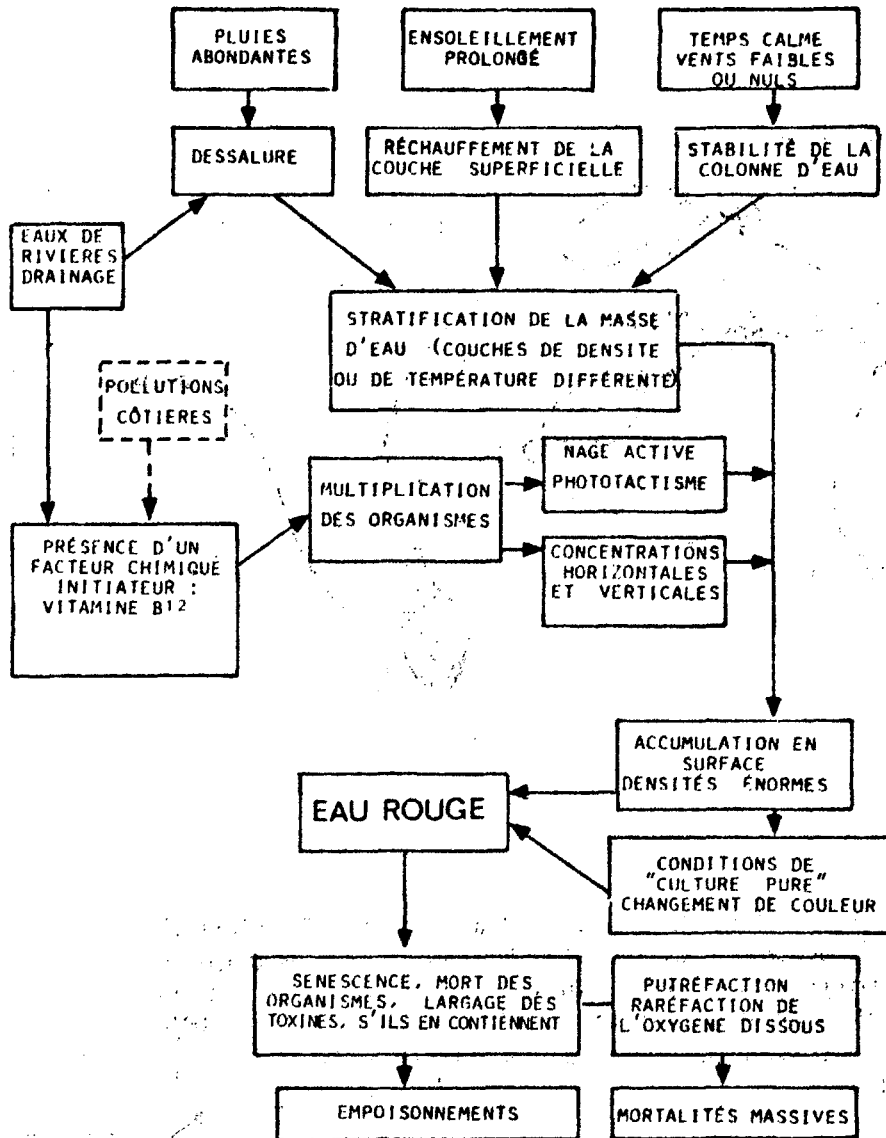 PLUIES
ABONDANTES
ENSOLEILLEMENT
PROLONGÉ
TEMPS CALME
VENTS FAIBLES
OU NULS
DESSALURE
RÉCHAUFFEMENT DE LA
COUCHE SUPERFICIELLE
STABILITÉ DE LA
COLONNE D'EAU
EAUX DE
RIVIERES
DRAINAGE
STRATIFICATION DE LA MASSE
D'EAU (COUCHES DE DENSITE
OU DE TEMPÉRATURE DIFFÉRENTE)
POLLUTIONS
CÔTIERES
MULTIPLICATION
DES ORGANISMES
NAGE ACTIVE
PHOTOTACTISME
CONCENTRATIONS
HORIZONTALES
ET VERTICALES
PRÉSENCE D'UN
FACTEUR CHIMIQUE
INITIATEUR :
VITAMINE B12
ACCUMULATION EN
SURFACE
DENSITÉS ÉNORMES
EAU ROUGE
CONDITIONS DE
"CULTURE PURE"
CHANGEMENT DE COULEUR
SENESCENCE, MORT DES
ORGANISMES, LARGAGE DES
TOXINES, S'ILS EN CONTIENNENT
PUTRÉFACTION
RARÉFACTION DE
L'OXYGENE DISSOUS
EMPOISONNEMENTS
MORTALITÉS MASSIVES